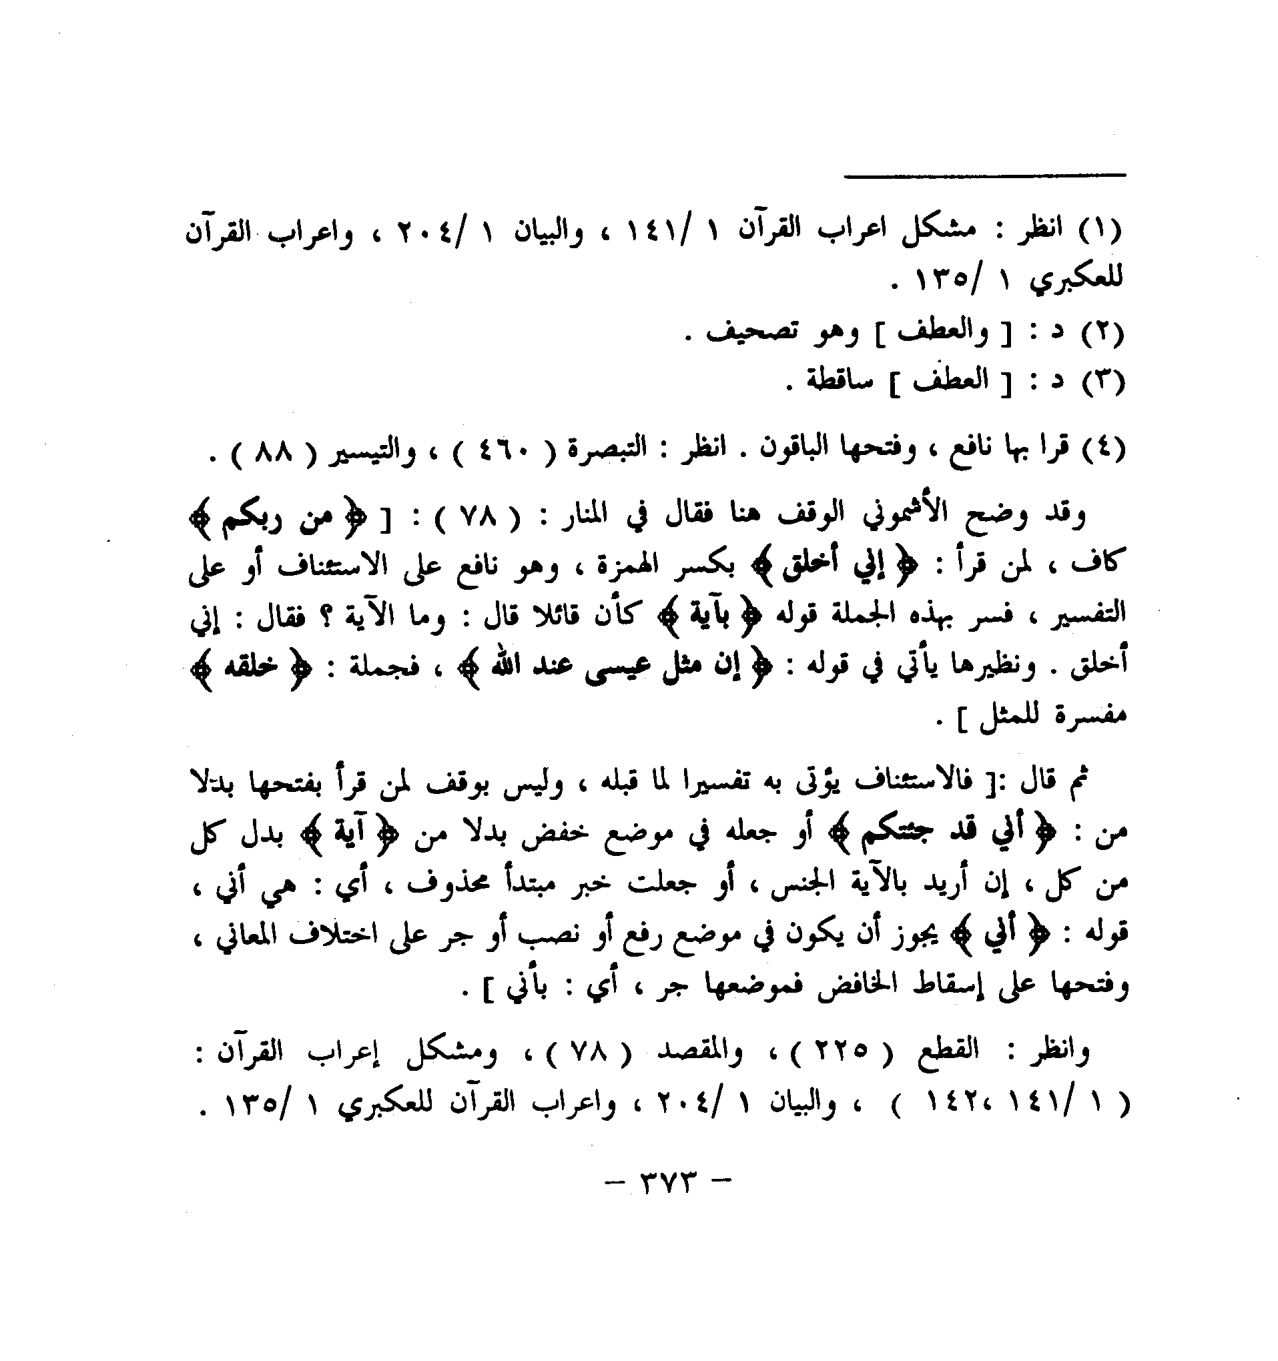 (١) انظر : مشكل اعراب القرآن ١ /١٤١ ، والبيان ١ /٢٠٤ ، واعراب القرآن
للعكبري ١ /١٣٥ .
(٢) د : [ والعطف ] وهو تصحيف .
(٣) د : [ العطف ] ساقطة .
(٤) قرا بها نافع ، وفتحها الباقون . انظر : التبصرة ( ٤٦٠ ) ، والتيسير ( ٨٨ ) .
وقد وضح الأشموني الوقف هنا فقال في المنار : ( ٧٨ ) : [ ﴿ من ربكم ﴾
كاف ، لمن قرأ : ﴿ إني أخلق ﴾ بكسر الهمزة ، وهو نافع على الاستئناف أو على
التفسير ، فسر بهذه الجملة قوله ﴿ بآية ﴾ كأن قائلا قال : وما الآية ؟ فقال : إني
أخلق . ونظيرها يأتي في قوله : ﴿ إن مثل عيسى عند الله ﴾ ، فجملة : ﴿ خلقه ﴾
مفسرة للمثل ] .
ثم قال :[ فالاستئناف يؤتى به تفسيرا لما قبله ، وليس بوقف لمن قرأ بفتحها بدلا
من : ﴿ أني قد جئتكم ﴾ أو جعله في موضع خفض بدلا من ﴿ آية ﴾ بدل كل
من كل ، إن أريد بالآية الجنس ، أو جعلت خبر مبتدأ محذوف ، أي : هي أني ،
قوله : ﴿ أني ﴾ يجوز أن يكون في موضع رفع أو نصب أو جر على اختلاف المعاني ،
وفتحها على إسقاط الخافض فموضعها جر ، أي : بأني ] .
وانظر : القطع ( ٢٢٥ ) ، والمقصد ( ٧٨ ) ، ومشكل إعراب القرآن :
( ١ /١٤١ ،١٤٢ ) ، والبيان ١ /٢٠٤ ، واعراب القرآن للعكبري ١ /١٣٥ .
— ٣٧٣ —